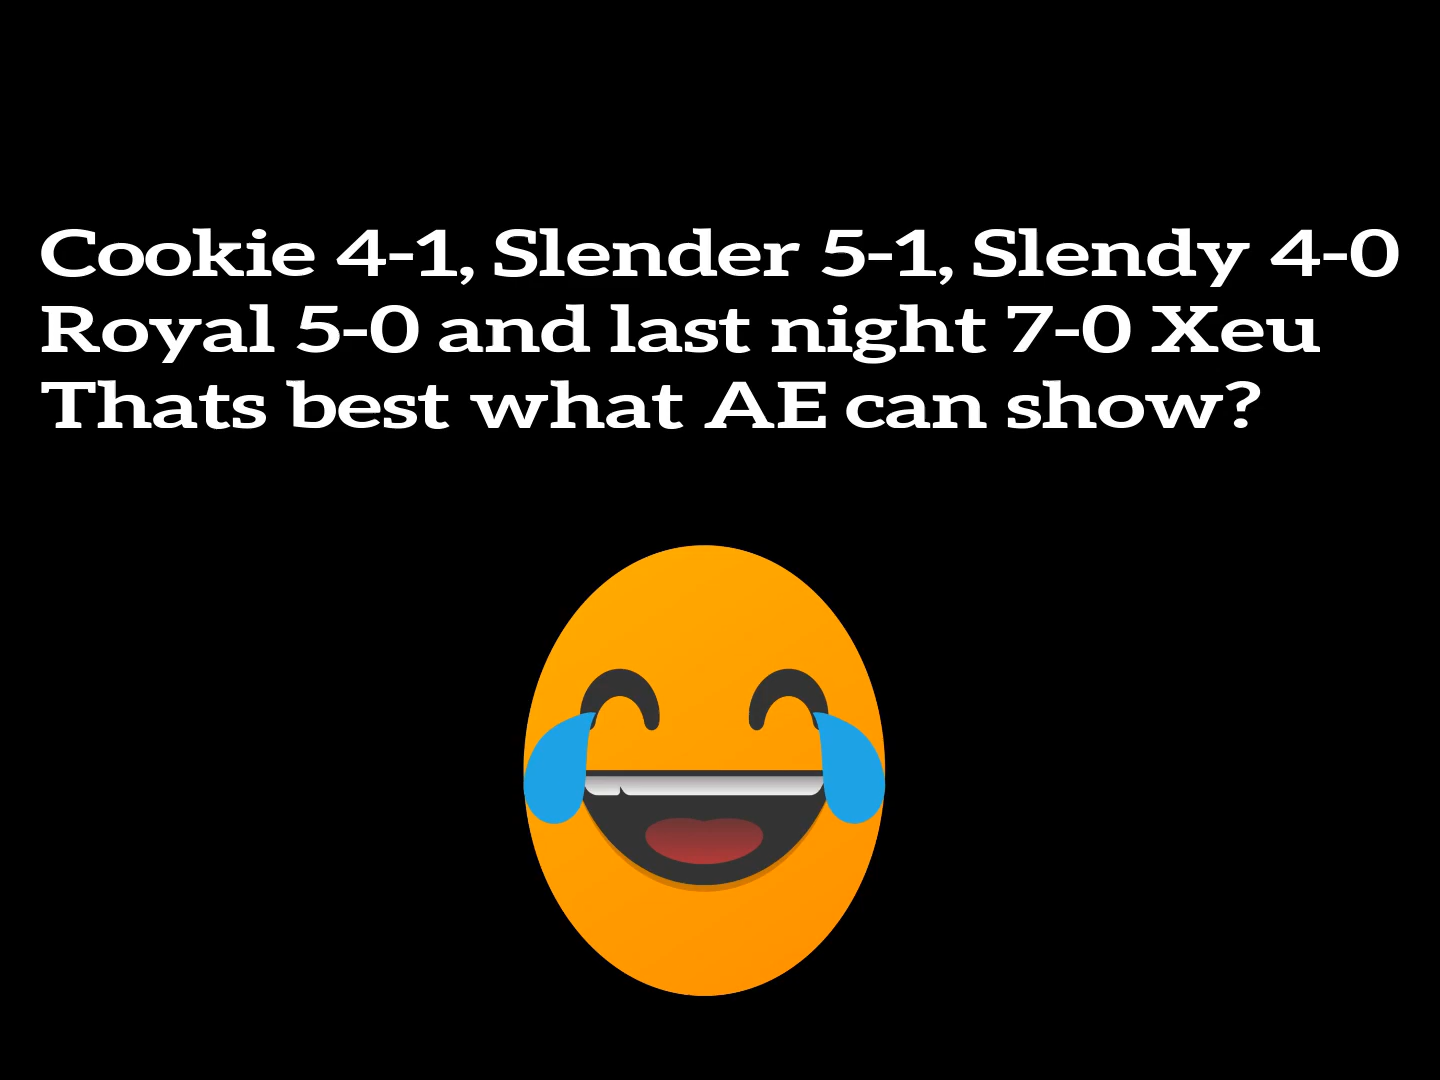 Cookie 4-1, Slender 5-1, Slendy 4-0
Royal 5-0 and last night 7-0 Xeu
Thats best what AE can show?